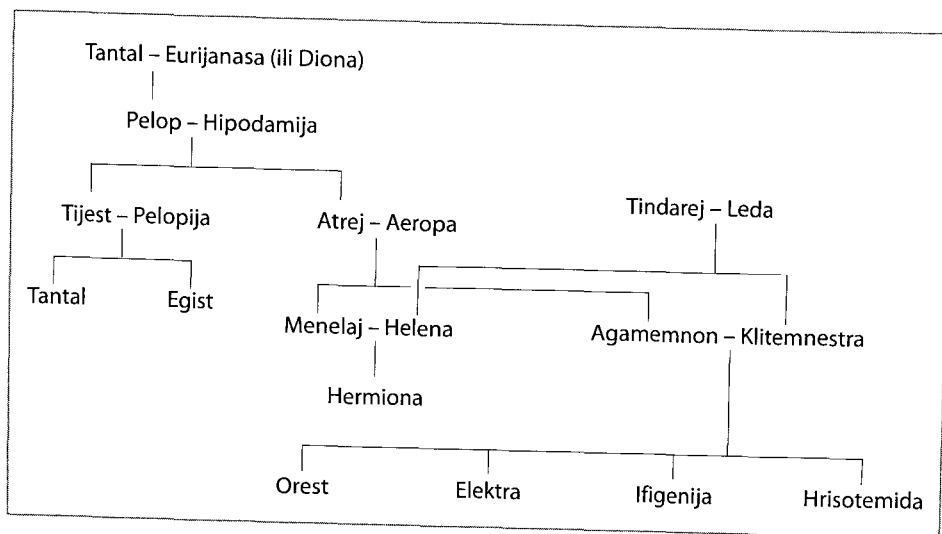 Tantal – Eurijanasa (ili Diona)
Pelop – Hipodamija
Tijest – Pelopija
Atrej – Aeropa
Tindarej – Leda
Tantal
Egist
Menelaj – Helena
Agamemnon – Klitemnestra
Hermiona
Orest
Elektra
Ifigenija
Hrisotemida